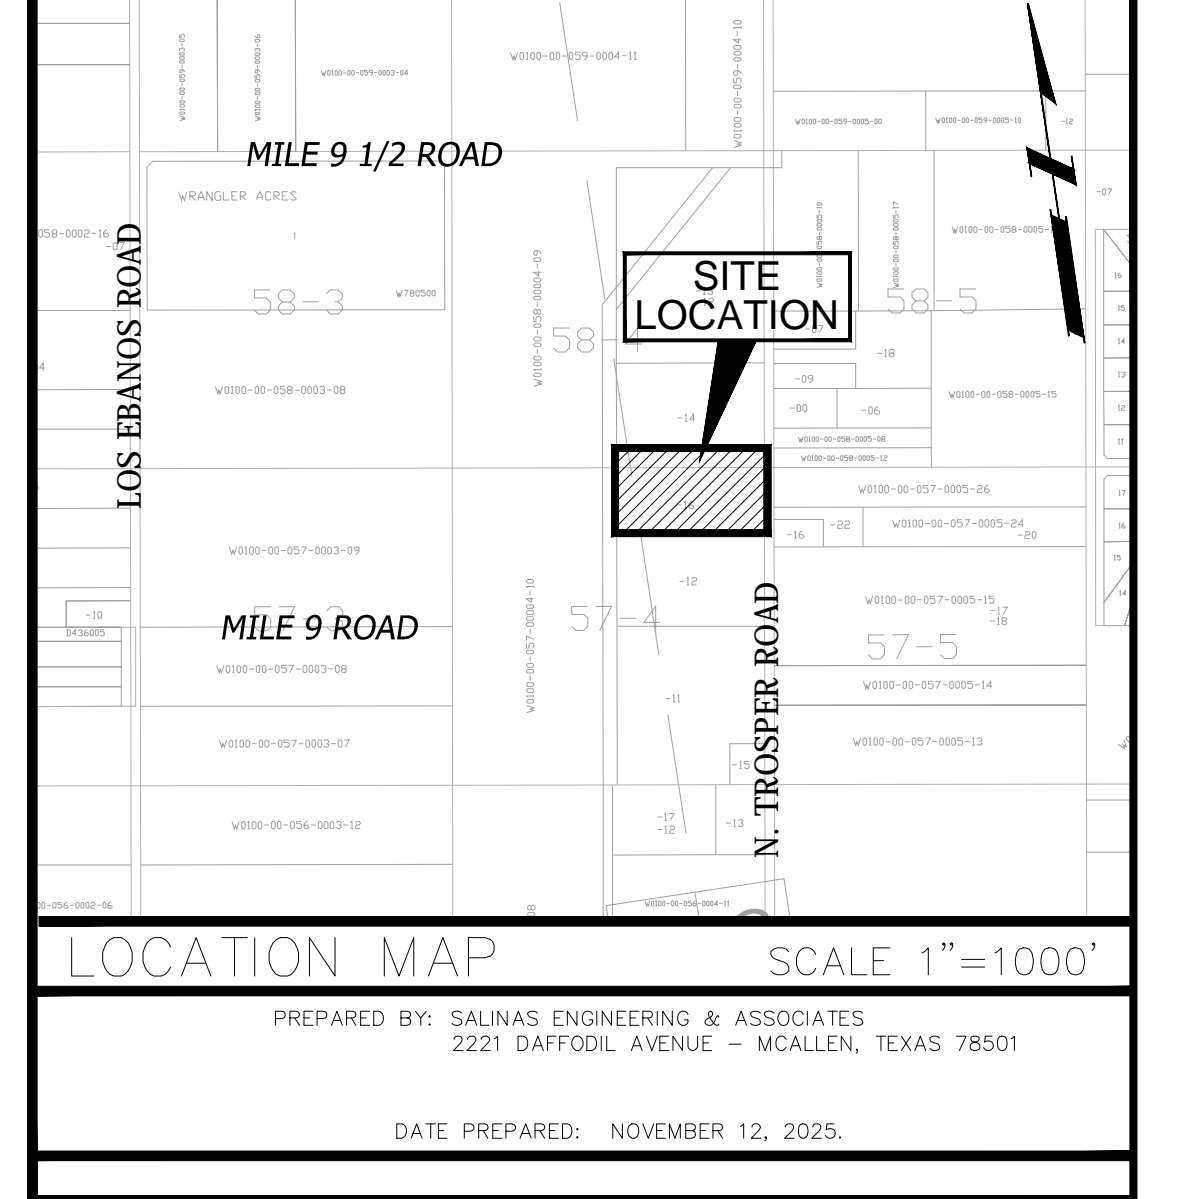 W0100-00-059-0003-05
W0100-00-059-0003-06
W0100-00-059-0003-04
W0100-00-059-0004-11
W0100-00-059-0004-10
W0100-00-059-0005-00
W0100-00-059-0005-10
-12
MILE 9 1/2 ROAD
WRANGLER ACRES
1
W780500
58-3
058-0002-16
-07
LOS EBANOS ROAD
W0100-00-058-00004-09
W0100-00-058-0005-10
W0100-00-058-0005-17
W0100-00-058-0005-
-07
58-5
SITE
LOCATION
-07
-18
16
15
14
13
12
11
4
W0100-00-058-0003-08
-09
-00
-06
W0100-00-058-0005-15
-14
W0100-00-058-0005-08
W0100-00-058-0005-12
-16
W0100-00-057-0005-26
-16
-22
W0100-00-057-0005-24
-20
17
16
15
14
W0100-00-057-0003-09
W0100-00-057-00004-10
-12
57-4
W0100-00-057-0005-15
-17
-18
57-5
-10
D436005
57-3
MILE 9 ROAD
W0100-00-057-0003-08
-11
N. TROSPER ROAD
W0100-00-057-0005-14
W0100-00-057-0003-07
-15
W0100-00-057-0005-13
W0100-00-056-0003-12
-17
-12
-13
00-056-0002-06
08
W0100-00-056-0004-11
LOCATION MAP
SCALE 1"=1000'
PREPARED BY: SALINAS ENGINEERING & ASSOCIATES
2221 DAFFODIL AVENUE - MCALLEN, TEXAS 78501
DATE PREPARED: NOVEMBER 12, 2025.